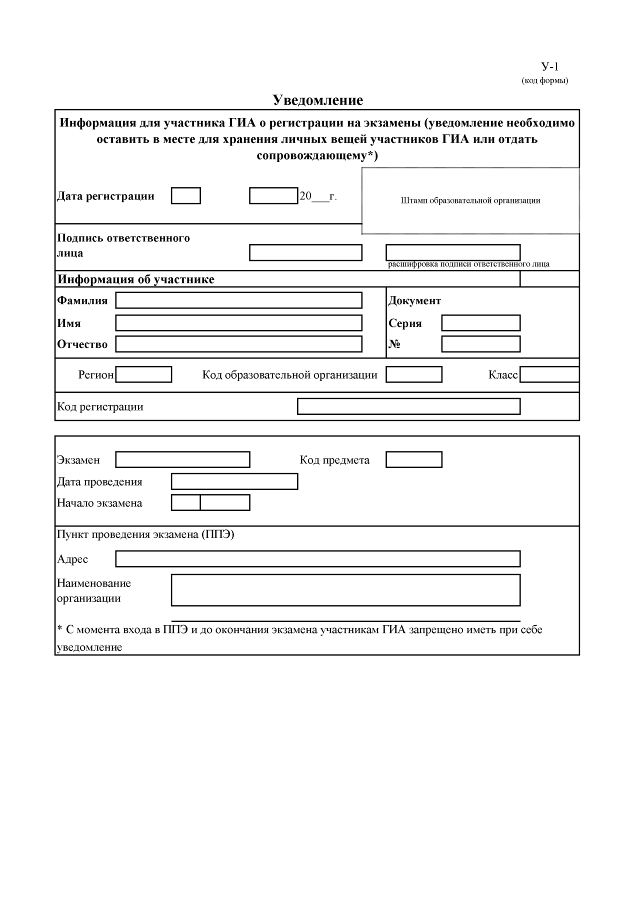 У-1
(код формы)
Уведомление
Информация для участника ГИА о регистрации на экзамены (уведомление необходимо
оставить в месте для хранения личных вещей участников ГИА или отдать
сопровождающему*)
Дата регистрации 20___г.
Штамп образовательной организации
Подпись ответственного
лица
расшифровка подписи ответственного лица
Информация об участнике
Фамилия Документ
Имя Серия
Отчество №
Регион Код образовательной организации Класс
Код регистрации
Экзамен Код предмета
Дата проведения
Начало экзамена
Пункт проведения экзамена (ППЭ)
Адрес
Наименование
организации
* С момента входа в ППЭ и до окончания экзамена участникам ГИА запрещено иметь при себе
уведомление